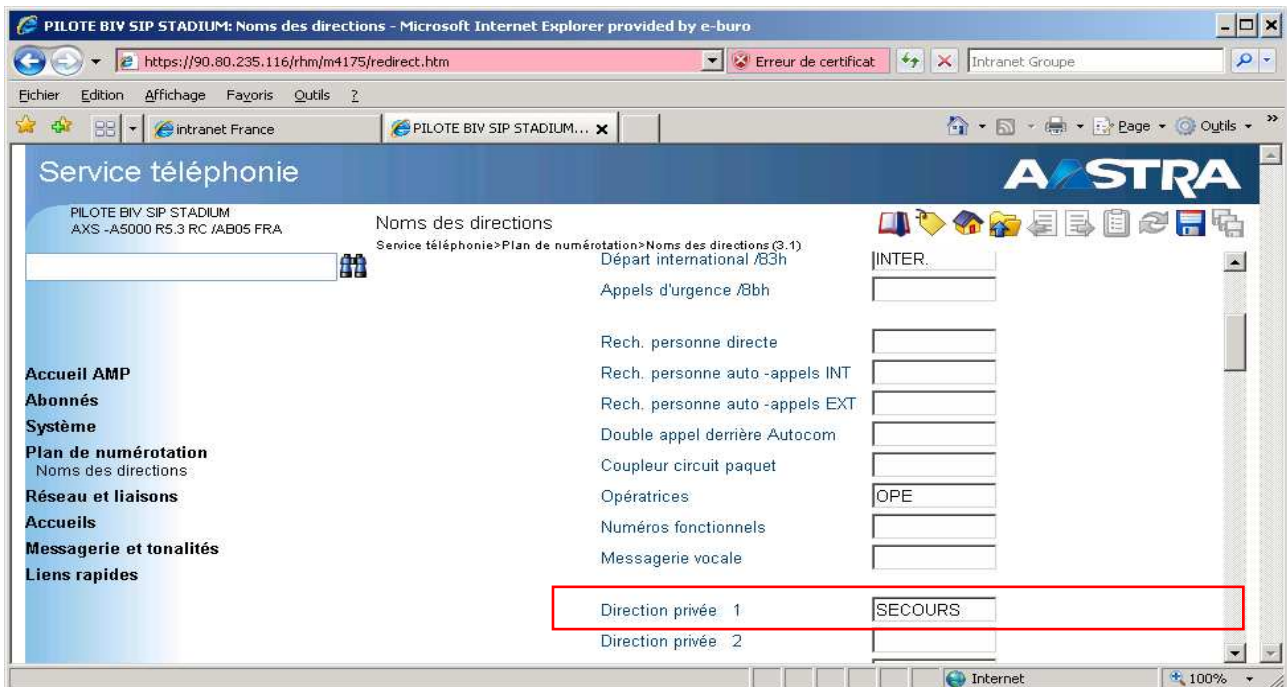 PILOTE BIV SIP STADIUM: Noms des directions - Microsoft Internet Explorer provided by e-buro
https://90.80.235.116/rhm/m4175/redirect.htm Erreur de certificat Intranet Groupe
Fichier Edition Affichage Favoris Outils ?
intranet France PILOTE BIV SIP STADIUM... Page Outils »
Service téléphonie AASTRA
PILOTE BIV SIP STADIUM
AXS -A5000 R5.3 RC /AB05 FRA
Noms des directions
Service téléphonie>Plan de numérotation>Noms des directions (3.1)
Départ international /83h INTER.
Appels d'urgence /8bh
Rech. personne directe
Rech. personne auto -appels INT
Rech. personne auto -appels EXT
Double appel derrière Autocom
Coupleur circuit paquet
Opératrices OPE
Numéros fonctionnels
Messagerie vocale
Direction privée 1 SECOURS
Direction privée 2
Accueil AMP
Abonnés
Système
Plan de numérotation
Noms des directions
Réseau et liaisons
Accueils
Messagerie et tonalités
Liens rapides
Internet 100%